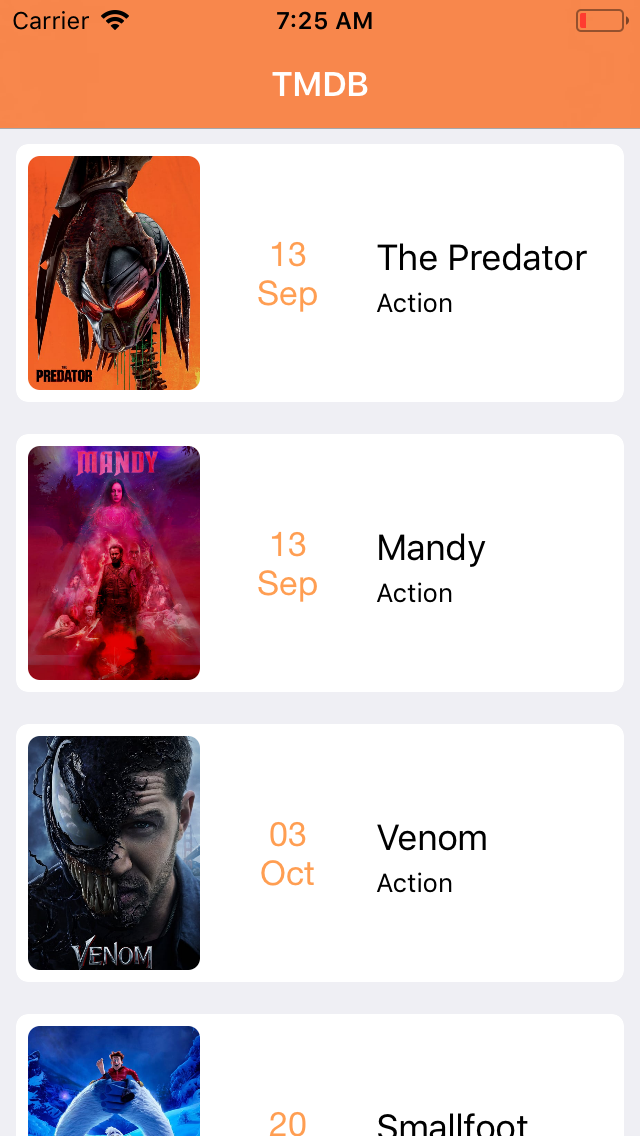 Carrier 7:25 AM
TMDB
THE
PREDATOR
13
Sep
The Predator
Action
MANDY
13
Sep
Mandy
Action
VENOM
03
Oct
Venom
Action
20
Smallfoot